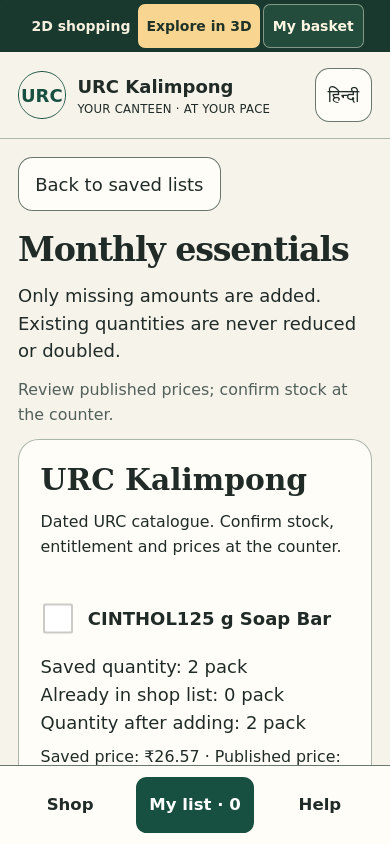 2D shopping Explore in 3D My basket
URC URC Kalimpong
YOUR CANTEEN · AT YOUR PACE
हिन्दी
Back to saved lists
Monthly essentials
Only missing amounts are added.
Existing quantities are never reduced
or doubled.
Review published prices; confirm stock at
the counter.
URC Kalimpong
Dated URC catalogue. Confirm stock,
entitlement and prices at the counter.
CINTHOL125 g Soap Bar
Saved quantity: 2 pack
Already in shop list: 0 pack
Quantity after adding: 2 pack
Saved price: ₹26.57 · Published price:
Shop My list · 0 Help